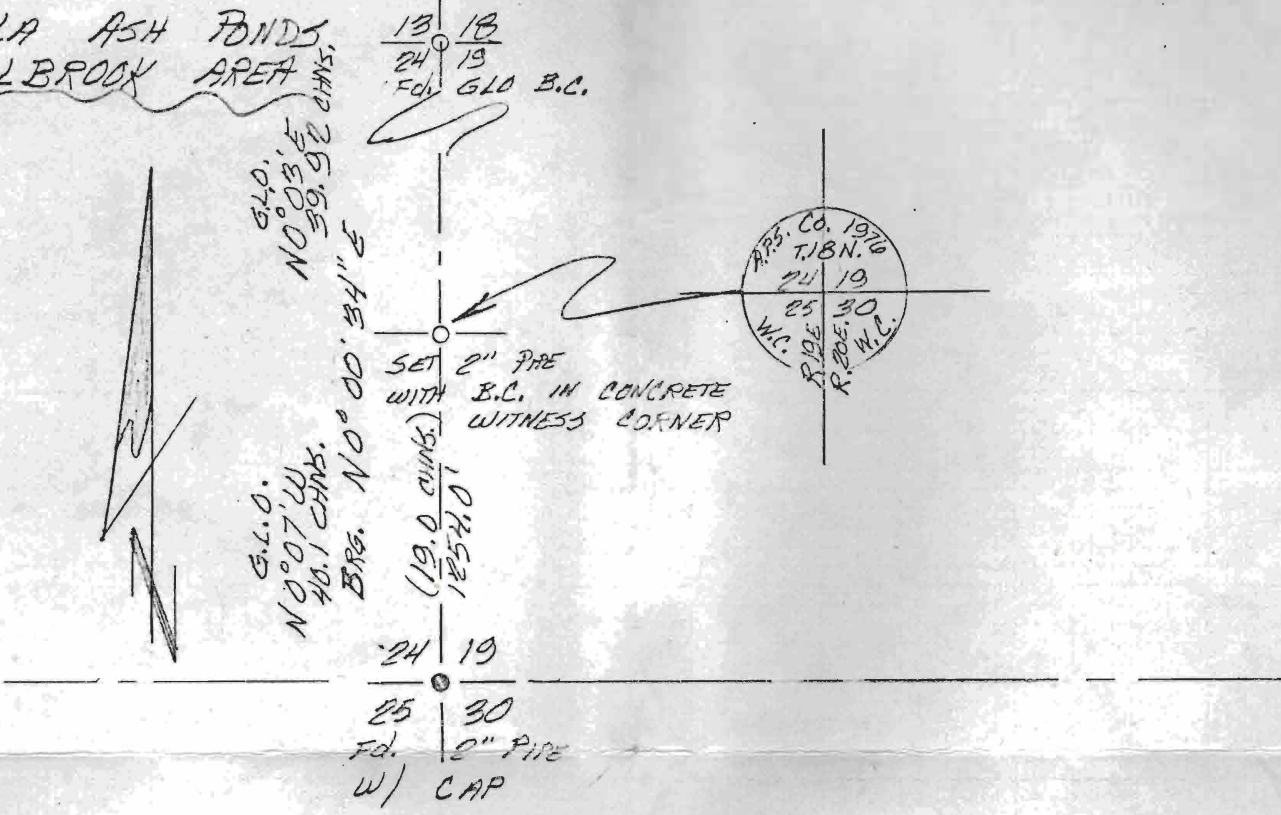 LA ASH PONDS
LBROOK AREA
13 18
24 19
Fd. GLO B.C.
G.L.O.
N0°03'E
39.92 CHNS.
BRG. N0°00'34" E
SET 2" PIPE
WITH B.C. IN CONCRETE
WITNESS CORNER
A.P.S. CO. 1976
T.18N.
24 19
25 30
W.C. R.19E. R.20E. W.C.
G.L.O.
N0°07'W
40.1 CHNS.
(19.0 CHNS.)
1254.0'
N
24 19
25 30
Fd. 2" PIPE
W/ CAP